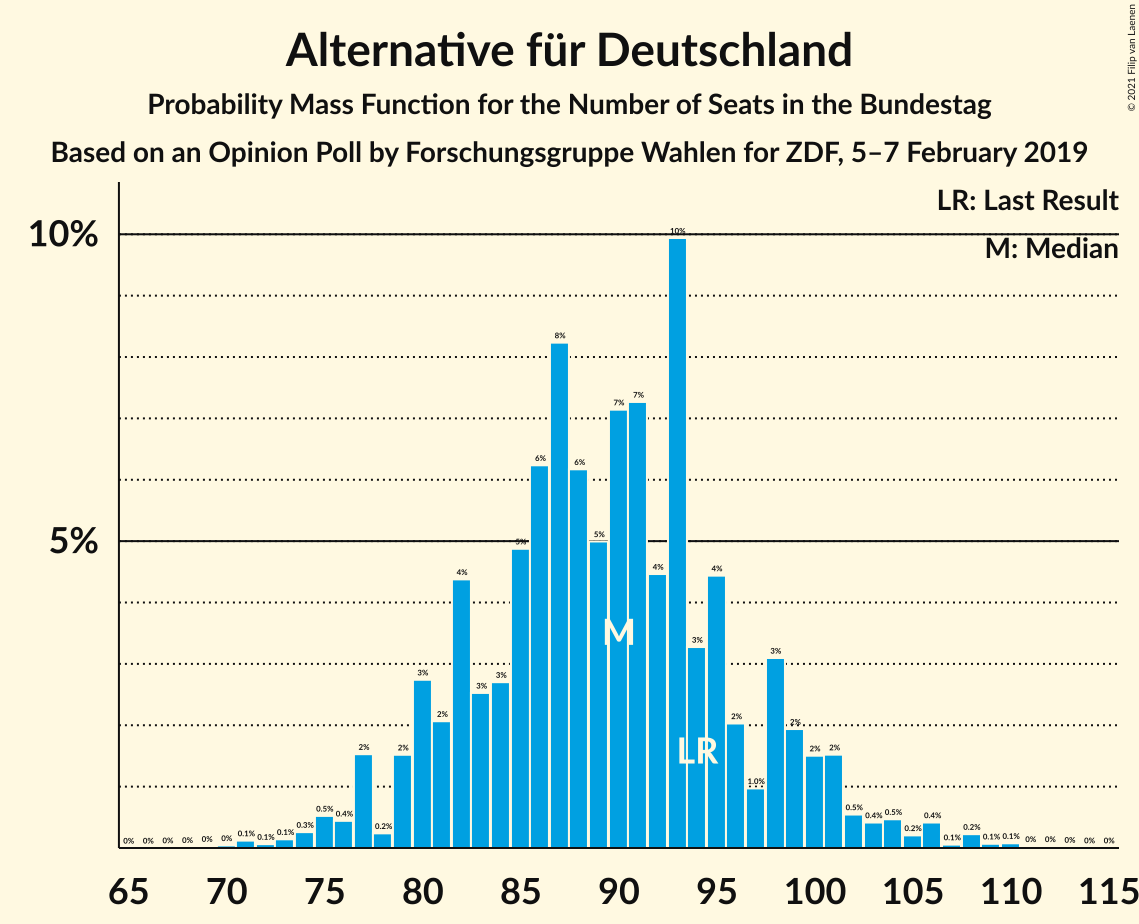 Alternative für Deutschland
Probability Mass Function for the Number of Seats in the Bundestag
Based on an Opinion Poll by Forschungsgruppe Wahlen for ZDF, 5–7 February 2019
© 2021 Filip van Laenen
LR: Last Result
M: Median
10%
5%
0% 0% 0% 0% 0% 0% 0.1% 0.1% 0.1% 0.3% 0.5% 0.4% 2% 0.2% 2% 3% 2% 4% 3% 3% 5% 6% 8% 6% 5% 7% 7% 4% 10% 3% 4% 2% 1.0% 3% 2% 2% 2% 0.5% 0.4% 0.5% 0.2% 0.4% 0.1% 0.2% 0.1% 0.1% 0% 0% 0% 0% 0%
M
LR
65 70 75 80 85 90 95 100 105 110 115